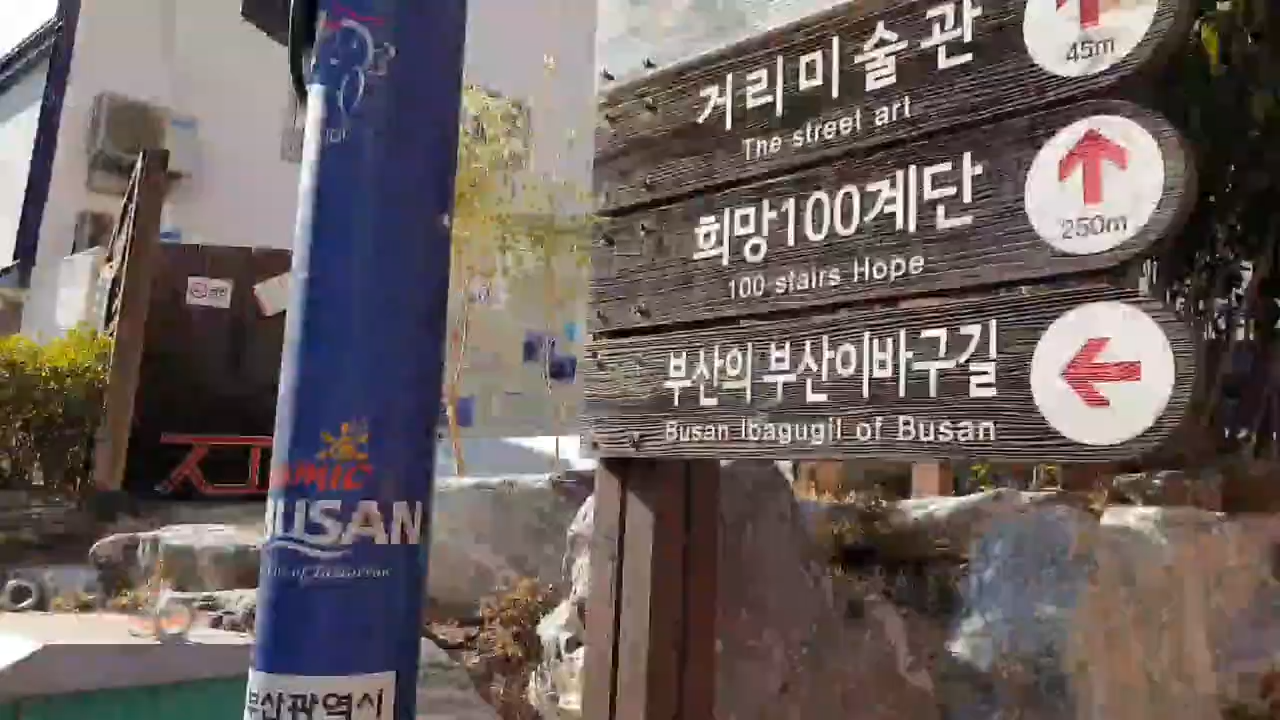 거리미술관
The street art
45m
희망100계단
100 stairs Hope
250m
부산의 부산이바구길
Busan Ibagugil of Busan
BUSAN
of Tomorrow
부산광역시